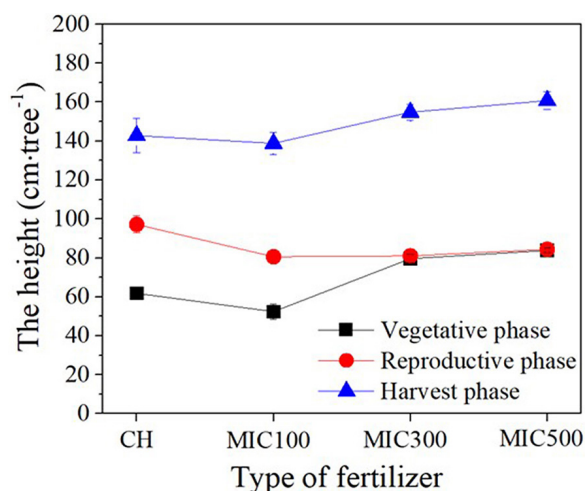 200
180
160
140
120
100
80
60
40
20
0
The height (cm·tree⁻¹)
Vegetative phase
Reproductive phase
Harvest phase
CH MIC100 MIC300 MIC500
Type of fertilizer